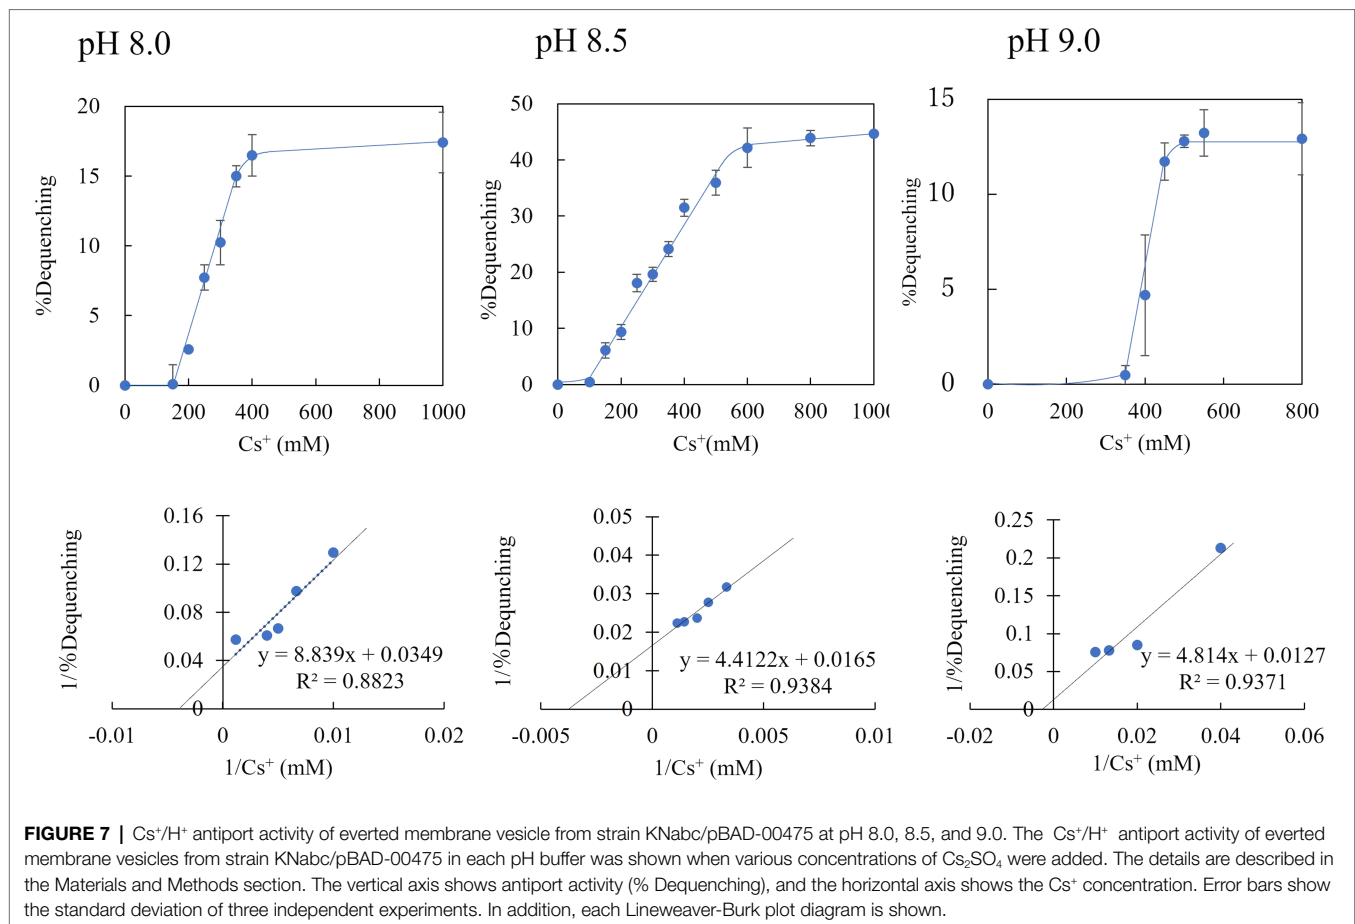 pH 8.0
pH 8.5
pH 9.0
20
15
10
5
0
%Dequenching
0 200 400 600 800 1000
Cs⁺ (mM)
50
40
30
20
10
0
%Dequenching
0 200 400 600 800 100
Cs⁺(mM)
15
10
5
0
%Dequenching
0 200 400 600 800
Cs⁺ (mM)
0.16
0.12
0.08
0.04
0
1/%Dequenching
y = 8.839x + 0.0349
R² = 0.8823
-0.01 0 0.01 0.02
1/Cs⁺ (mM)
0.05
0.04
0.03
0.02
0.01
0
1/%Dequnching
y = 4.4122x + 0.0165
R² = 0.9384
-0.005 0 0.005 0.01
1/Cs⁺ (mM)
0.25
0.2
0.15
0.1
0.05
0
1/%Dequenching
y = 4.814x + 0.0127
R² = 0.9371
-0.02 0 0.02 0.04 0.06
1/Cs⁺ (mM)
FIGURE 7 | Cs⁺/H⁺ antiport activity of everted membrane vesicle from strain KNabc/pBAD-00475 at pH 8.0, 8.5, and 9.0. The Cs⁺/H⁺ antiport activity of everted
membrane vesicles from strain KNabc/pBAD-00475 in each pH buffer was shown when various concentrations of Cs₂SO₄ were added. The details are described in
the Materials and Methods section. The vertical axis shows antiport activity (% Dequenching), and the horizontal axis shows the Cs⁺ concentration. Error bars show
the standard deviation of three independent experiments. In addition, each Lineweaver-Burk plot diagram is shown.